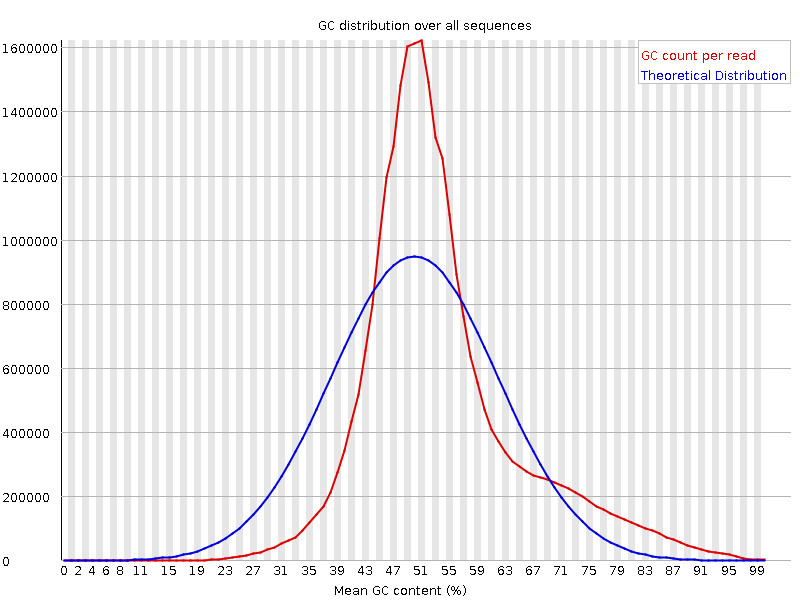 GC distribution over all sequences
GC count per read
Theoretical Distribution
1600000
1400000
1200000
1000000
800000
600000
400000
200000
0
0 2 4 6 8 11 15 19 23 27 31 35 39 43 47 51 55 59 63 67 71 75 79 83 87 91 95 99
Mean GC content (%)